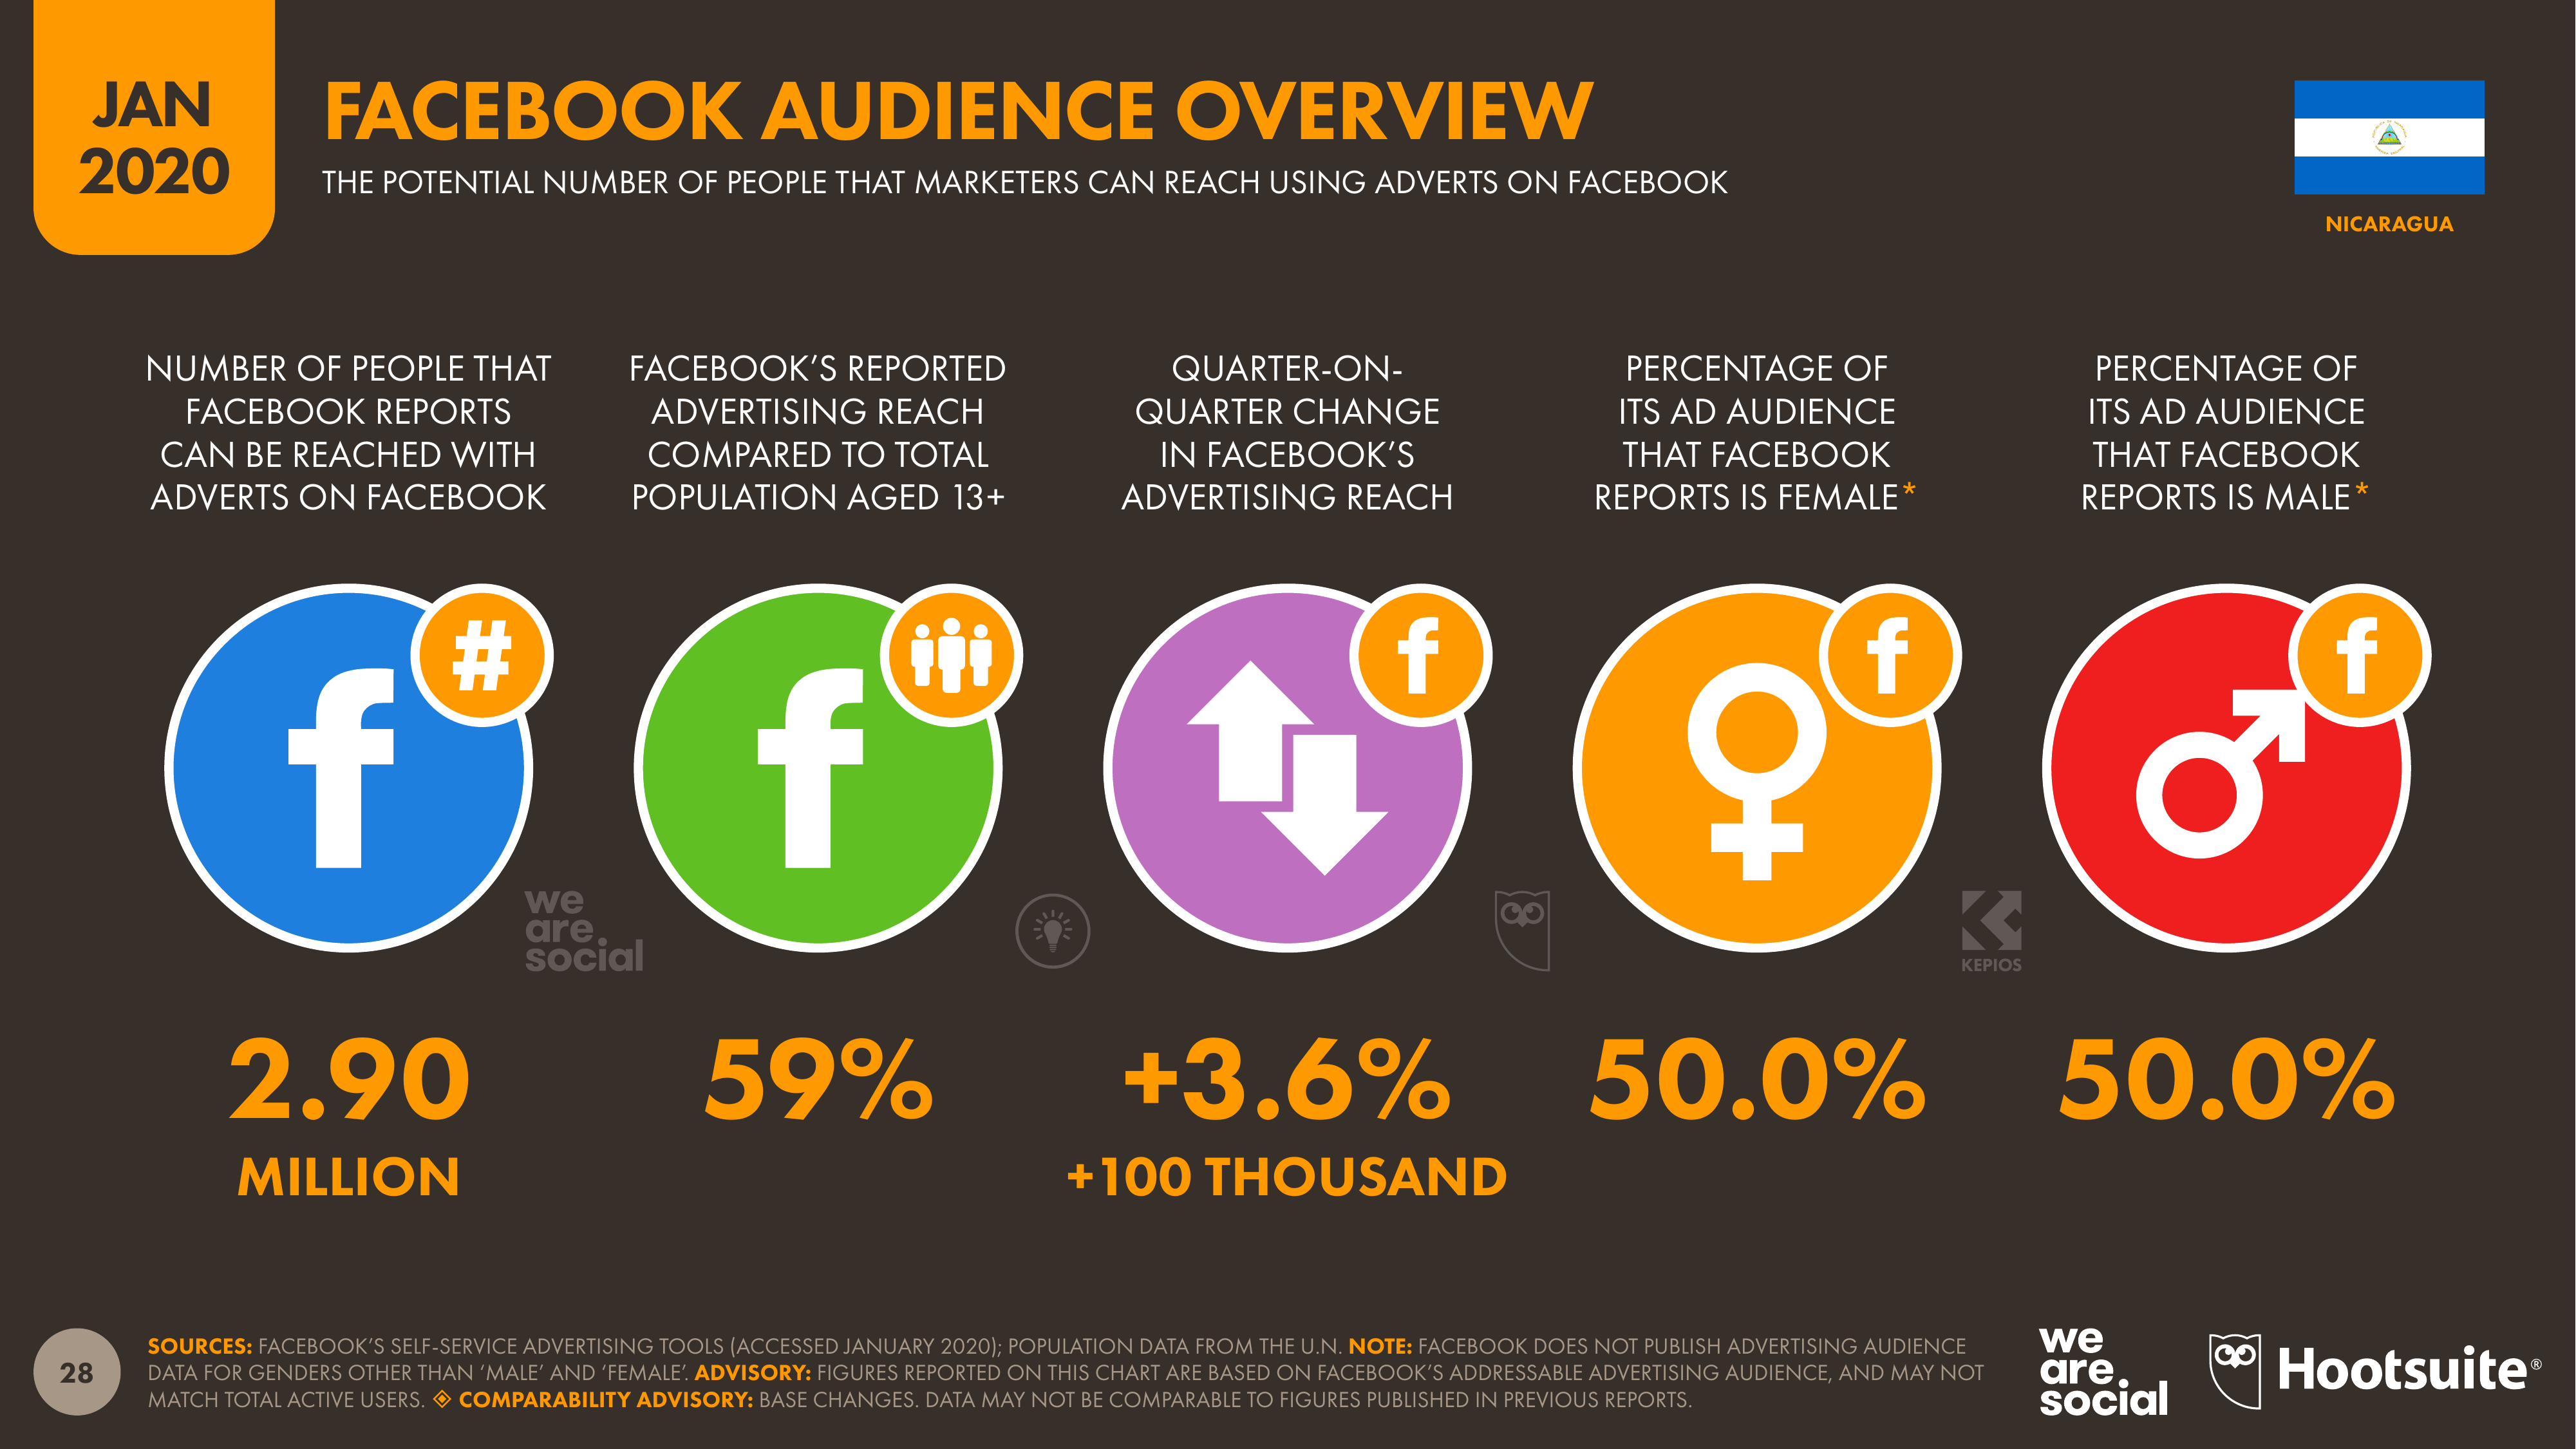 JAN
2020
FACEBOOK AUDIENCE OVERVIEW
THE POTENTIAL NUMBER OF PEOPLE THAT MARKETERS CAN REACH USING ADVERTS ON FACEBOOK
NICARAGUA
NUMBER OF PEOPLE THAT
FACEBOOK REPORTS
CAN BE REACHED WITH
ADVERTS ON FACEBOOK
#
f
2.90
MILLION
FACEBOOK’S REPORTED
ADVERTISING REACH
COMPARED TO TOTAL
POPULATION AGED 13+
f
59%
QUARTER-ON-
QUARTER CHANGE
IN FACEBOOK’S
ADVERTISING REACH
f
+3.6%
+100 THOUSAND
PERCENTAGE OF
ITS AD AUDIENCE
THAT FACEBOOK
REPORTS IS FEMALE*
f
50.0%
PERCENTAGE OF
ITS AD AUDIENCE
THAT FACEBOOK
REPORTS IS MALE*
f
50.0%
we
are
social
KEPIOS
28
SOURCES: FACEBOOK’S SELF-SERVICE ADVERTISING TOOLS (ACCESSED JANUARY 2020); POPULATION DATA FROM THE U.N. NOTE: FACEBOOK DOES NOT PUBLISH ADVERTISING AUDIENCE
DATA FOR GENDERS OTHER THAN ‘MALE’ AND ‘FEMALE’. ADVISORY: FIGURES REPORTED ON THIS CHART ARE BASED ON FACEBOOK’S ADDRESSABLE ADVERTISING AUDIENCE, AND MAY NOT
MATCH TOTAL ACTIVE USERS. COMPARABILITY ADVISORY: BASE CHANGES. DATA MAY NOT BE COMPARABLE TO FIGURES PUBLISHED IN PREVIOUS REPORTS.
we
are
social
Hootsuite®